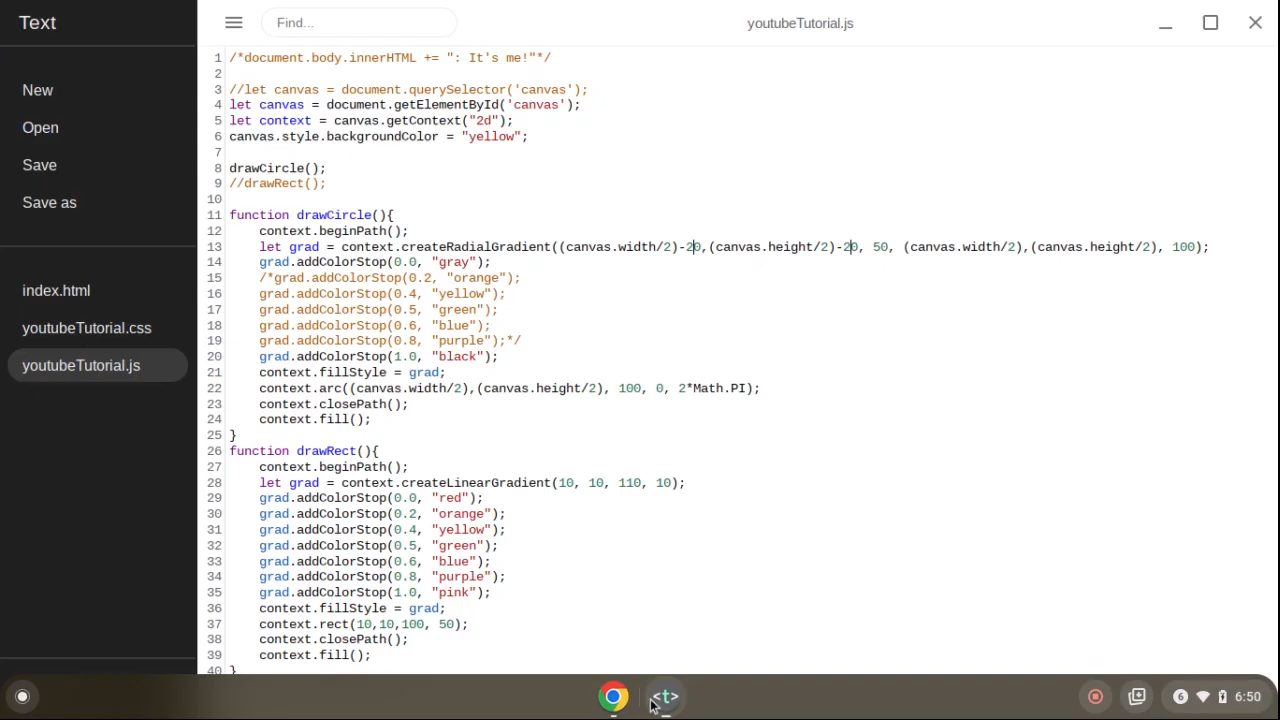 Text
Find...
youtubeTutorial.js
New
Open
Save
Save as
index.html
youtubeTutorial.css
youtubeTutorial.js
1 /*document.body.innerHTML += ": It's me!"*/
2
3 //let canvas = document.querySelector('canvas');
4 let canvas = document.getElementById('canvas');
5 let context = canvas.getContext("2d");
6 canvas.style.backgroundColor = "yellow";
7
8 drawCircle();
9 //drawRect();
10
11 function drawCircle(){
12     context.beginPath();
13     let grad = context.createRadialGradient((canvas.width/2)-20,(canvas.height/2)-20, 50, (canvas.width/2),(canvas.height/2), 100);
14     grad.addColorStop(0.0, "gray");
15     /*grad.addColorStop(0.2, "orange");
16     grad.addColorStop(0.4, "yellow");
17     grad.addColorStop(0.5, "green");
18     grad.addColorStop(0.6, "blue");
19     grad.addColorStop(0.8, "purple");*/
20     grad.addColorStop(1.0, "black");
21     context.fillStyle = grad;
22     context.arc((canvas.width/2),(canvas.height/2), 100, 0, 2*Math.PI);
23     context.closePath();
24     context.fill();
25 }
26 function drawRect(){
27     context.beginPath();
28     let grad = context.createLinearGradient(10, 10, 110, 10);
29     grad.addColorStop(0.0, "red");
30     grad.addColorStop(0.2, "orange");
31     grad.addColorStop(0.4, "yellow");
32     grad.addColorStop(0.5, "green");
33     grad.addColorStop(0.6, "blue");
34     grad.addColorStop(0.8, "purple");
35     grad.addColorStop(1.0, "pink");
36     context.fillStyle = grad;
37     context.rect(10,10,100, 50);
38     context.closePath();
39     context.fill();
40 }
<t>
6
6:50